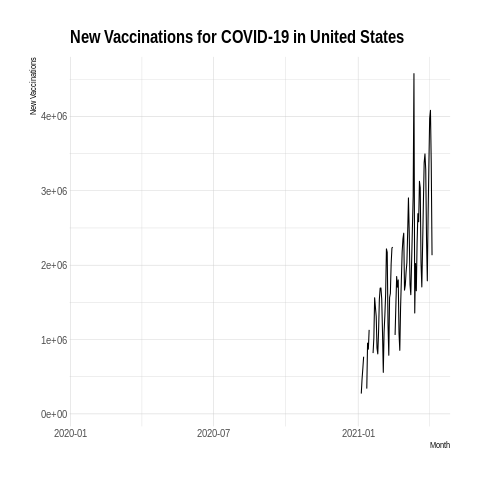 New Vaccinations for COVID-19 in United States
New Vaccinations
4e+06
3e+06
2e+06
1e+06
0e+00
2020-01
2020-07
2021-01
Month